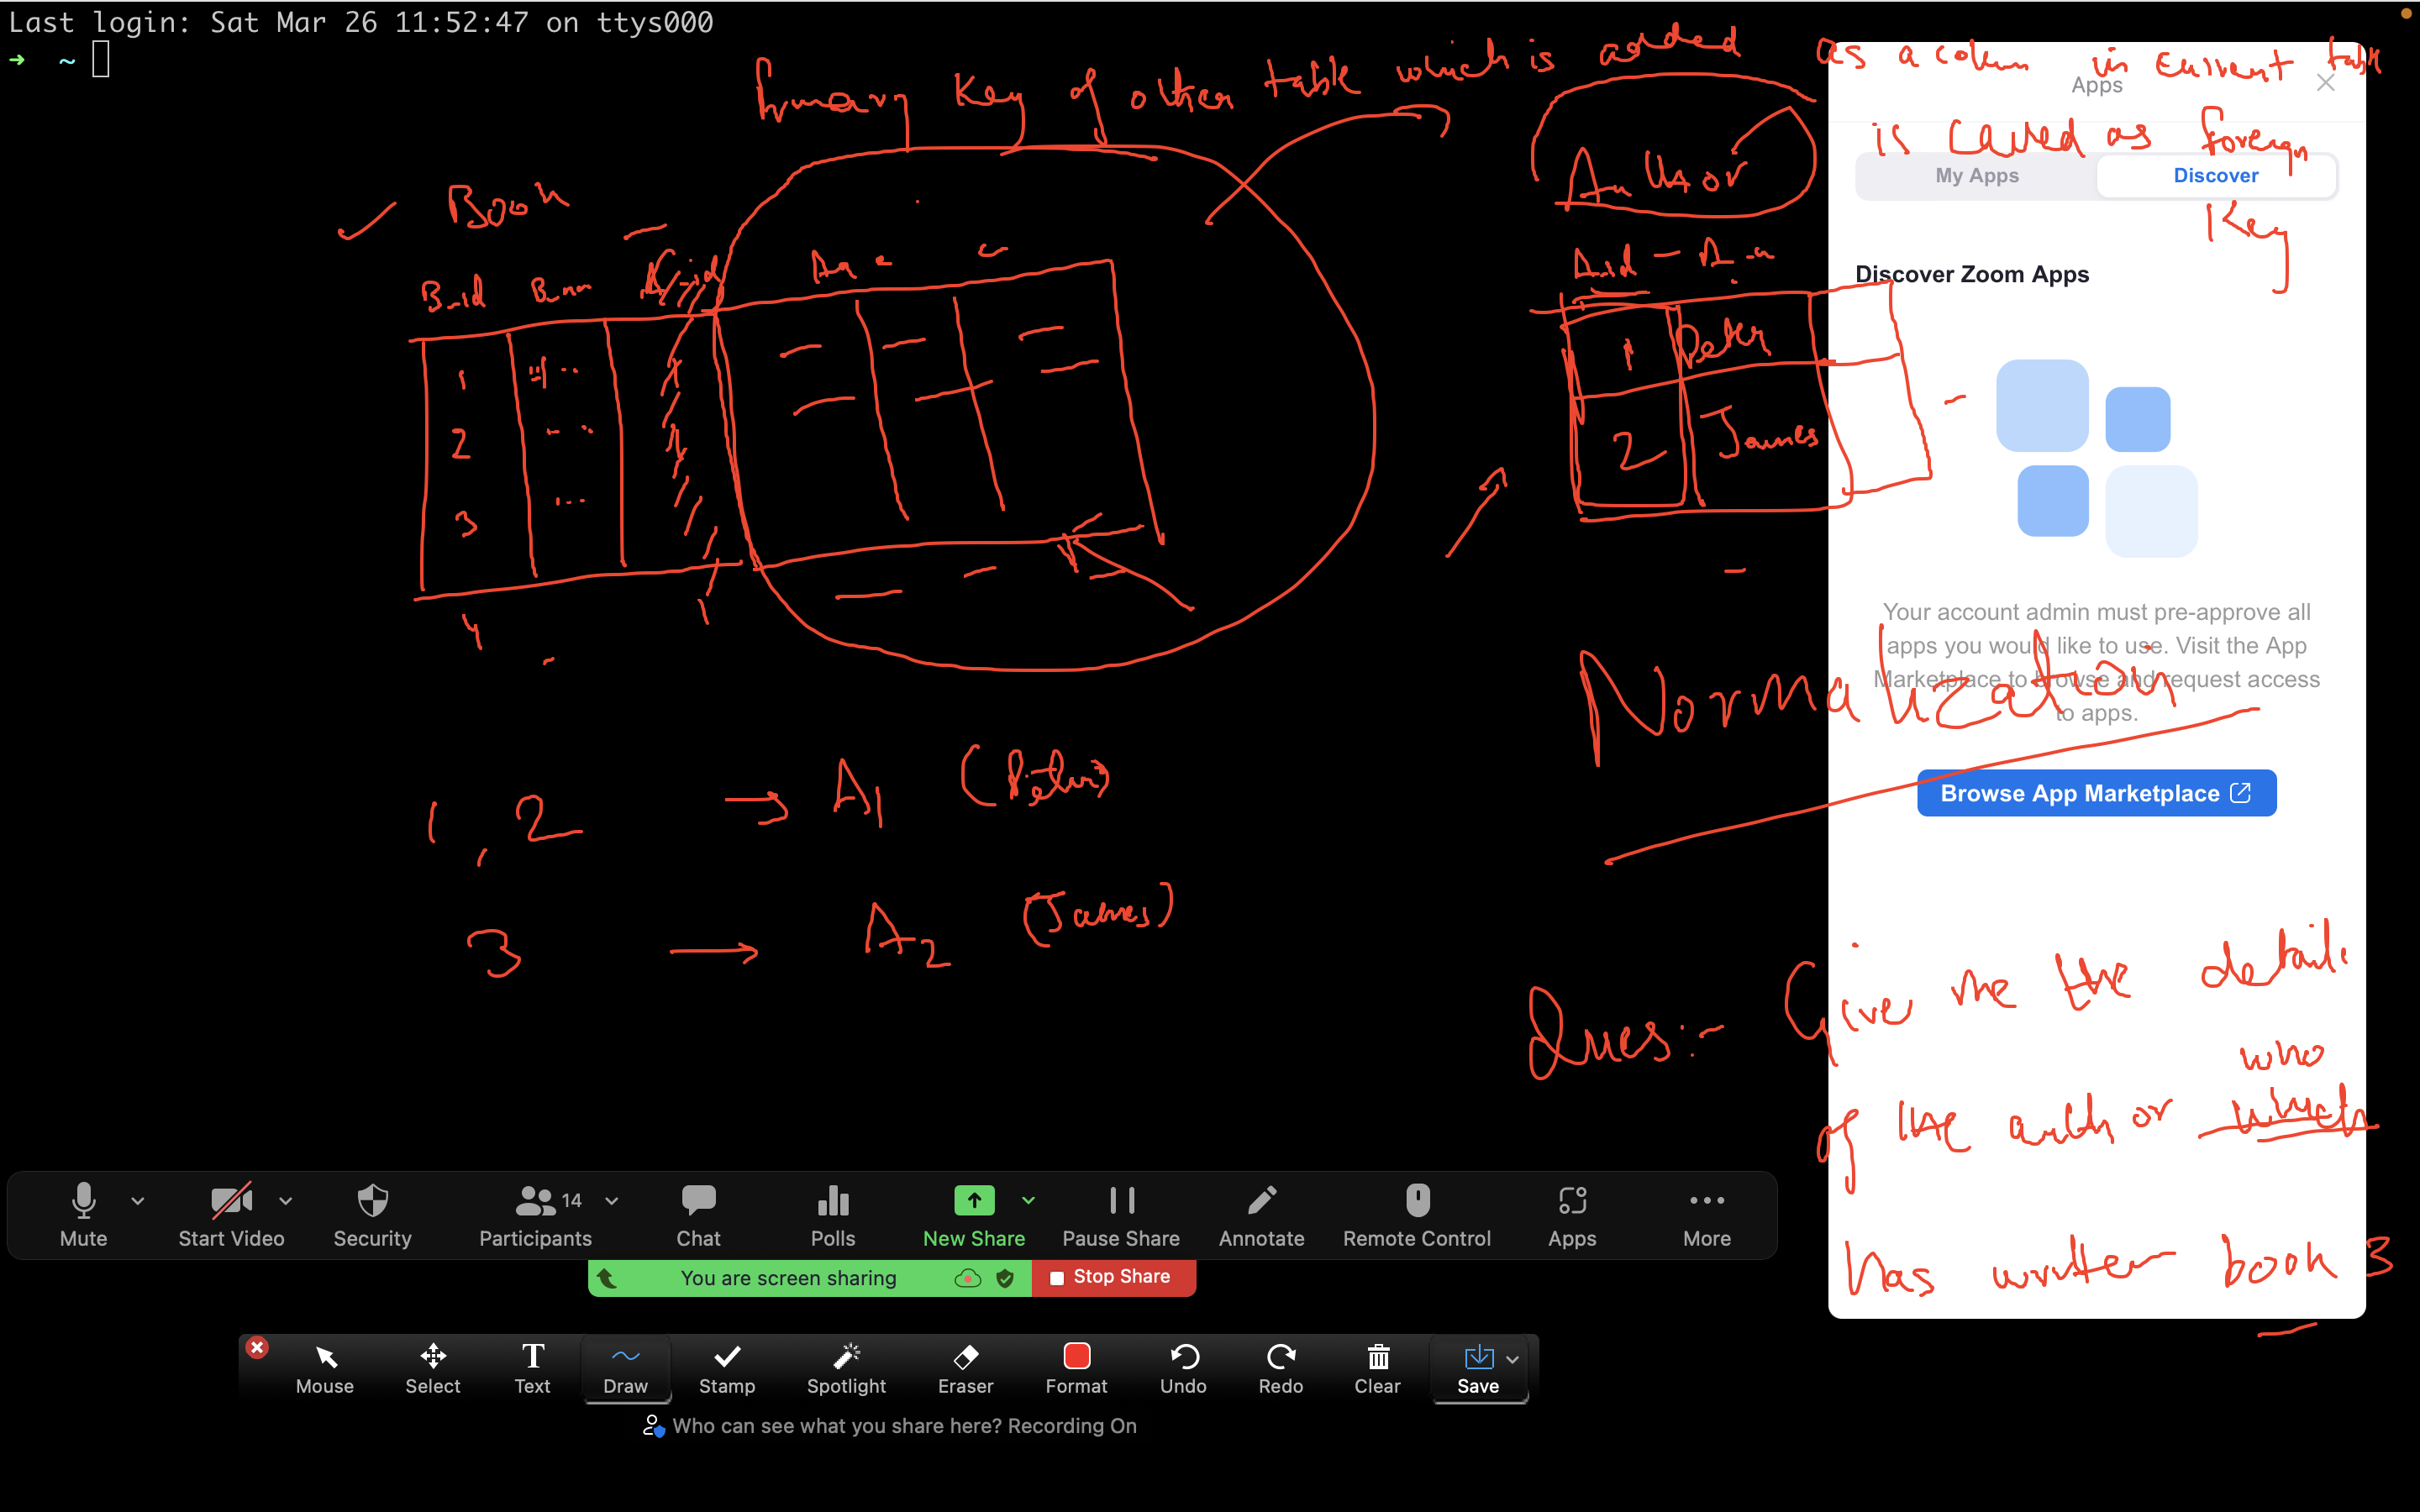 Last login: Sat Mar 26 11:52:47 on ttys000
→ ~
Primary Key of other table which is added as a column in current table
is called as foreign
Key
Apps
My Apps
Discover
Discover Zoom Apps
Book
B_id
A_id
1
2
3
4
Author
A_id
1 Peter
2 James
Your account admin must pre-approve all
apps you would like to use. Visit the App
Marketplace to browse and request access
to apps.
Normalization
Browse App Marketplace
1, 2 → A1 (Peter)
3 → A2 (James)
Ques:- Give me the details
who
of the author which
has written book 3
Mute
Start Video
Security
Participants 14
Chat
Polls
New Share
Pause Share
Annotate
Remote Control
Apps
More
You are screen sharing
Stop Share
Mouse
Select
Text
Draw
Stamp
Spotlight
Eraser
Format
Undo
Redo
Clear
Save
Who can see what you share here? Recording On